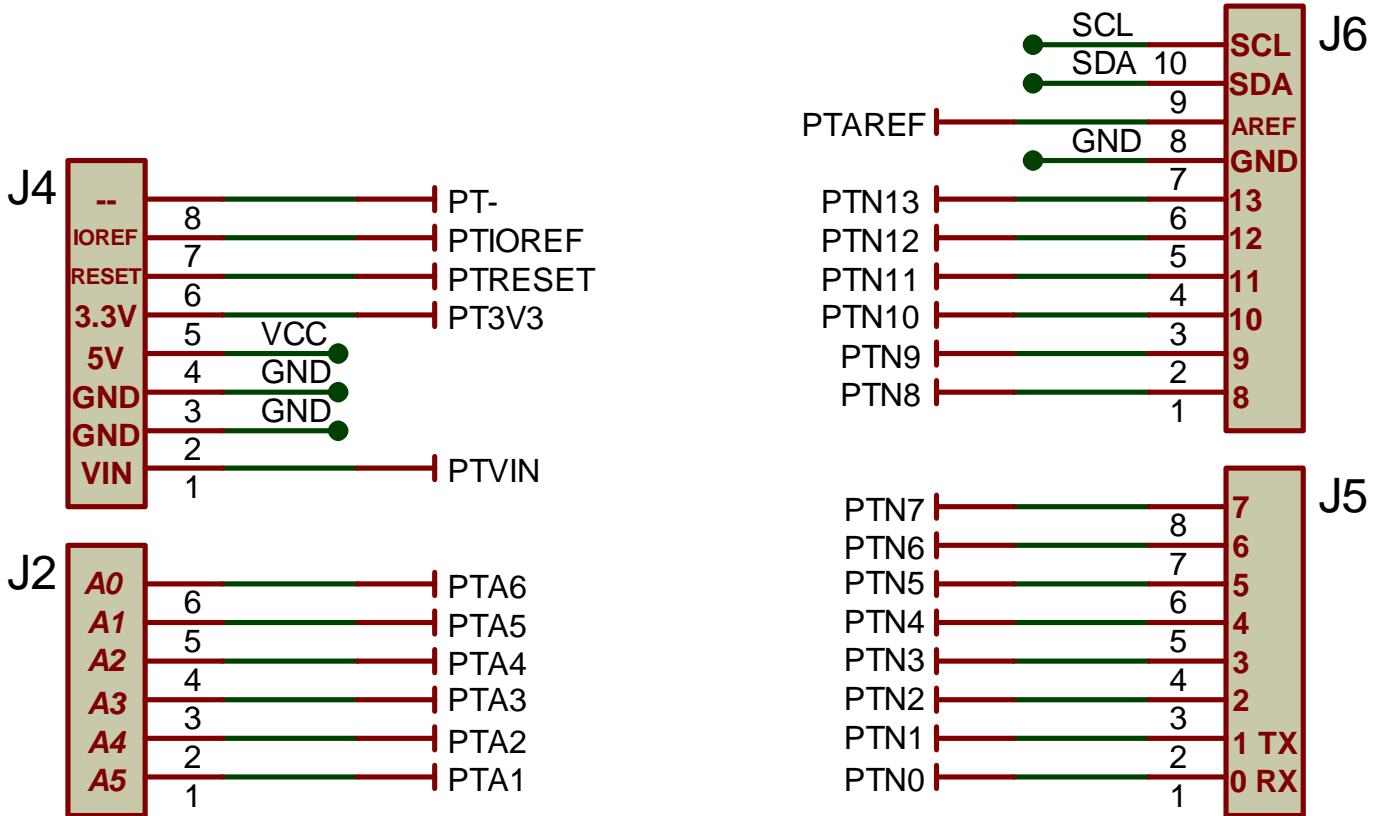 J4
-- 8 PT-
IOREF 7 PTIOREF
RESET 6 PTRESET
3.3V 5 PT3V3
5V 4 VCC
GND 3 GND
GND 2 GND
VIN 1 PTVIN
J2
A0 6 PTA6
A1 5 PTA5
A2 4 PTA4
A3 3 PTA3
A4 2 PTA2
A5 1 PTA1
J6
SCL 10 SCL
SDA 9 SDA
PTAREF 8 AREF
GND 7 GND
PTN13 6 13
PTN12 5 12
PTN11 4 11
PTN10 3 10
PTN9 2 9
PTN8 1 8
J5
PTN7 8 7
PTN6 7 6
PTN5 6 5
PTN4 5 4
PTN3 4 3
PTN2 3 2
PTN1 2 1 TX
PTN0 1 0 RX